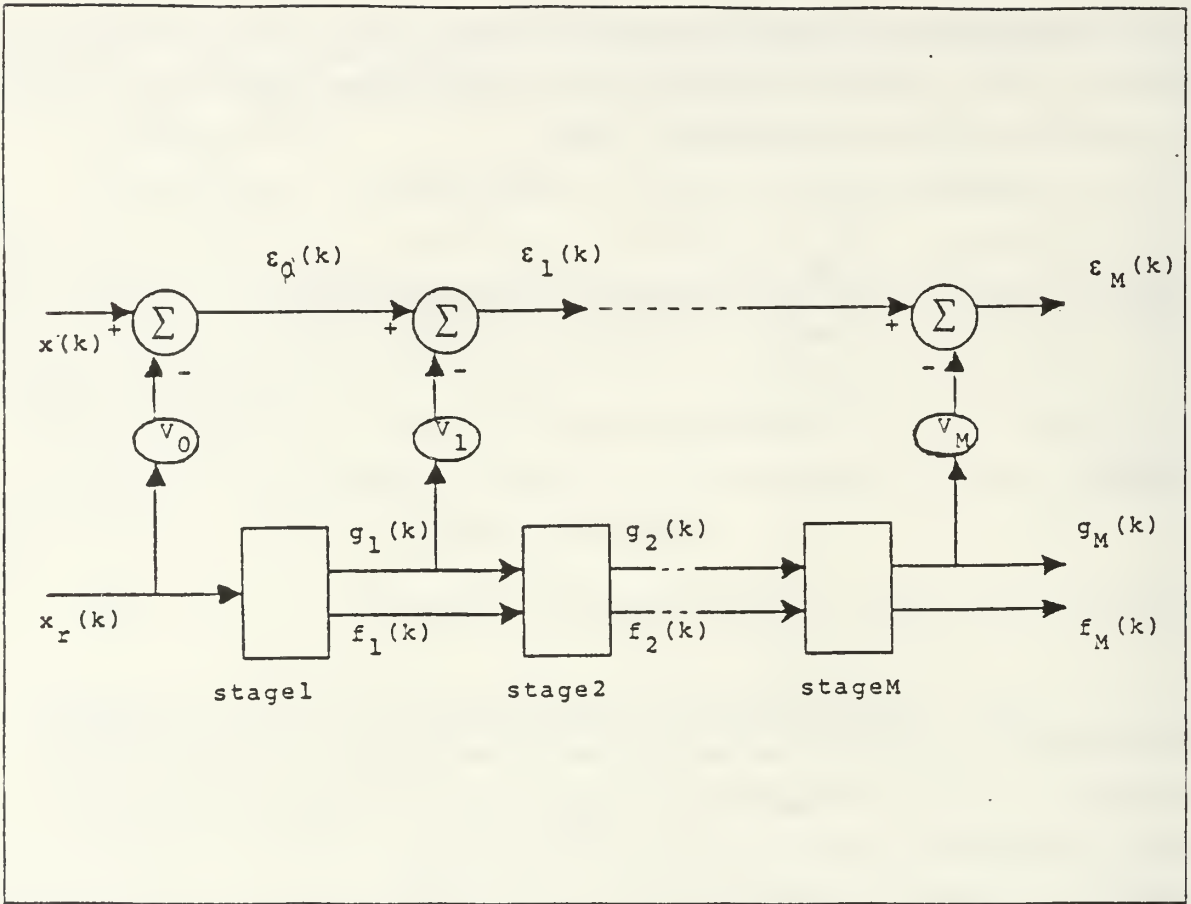 ε0(k) ε1(k) εM(k)
+ Σ + Σ + Σ
x(k)
- - -
V0 V1 VM
g1(k) g2(k) gM(k)
xr(k) f1(k) f2(k) fM(k)
stage1 stage2 stageM